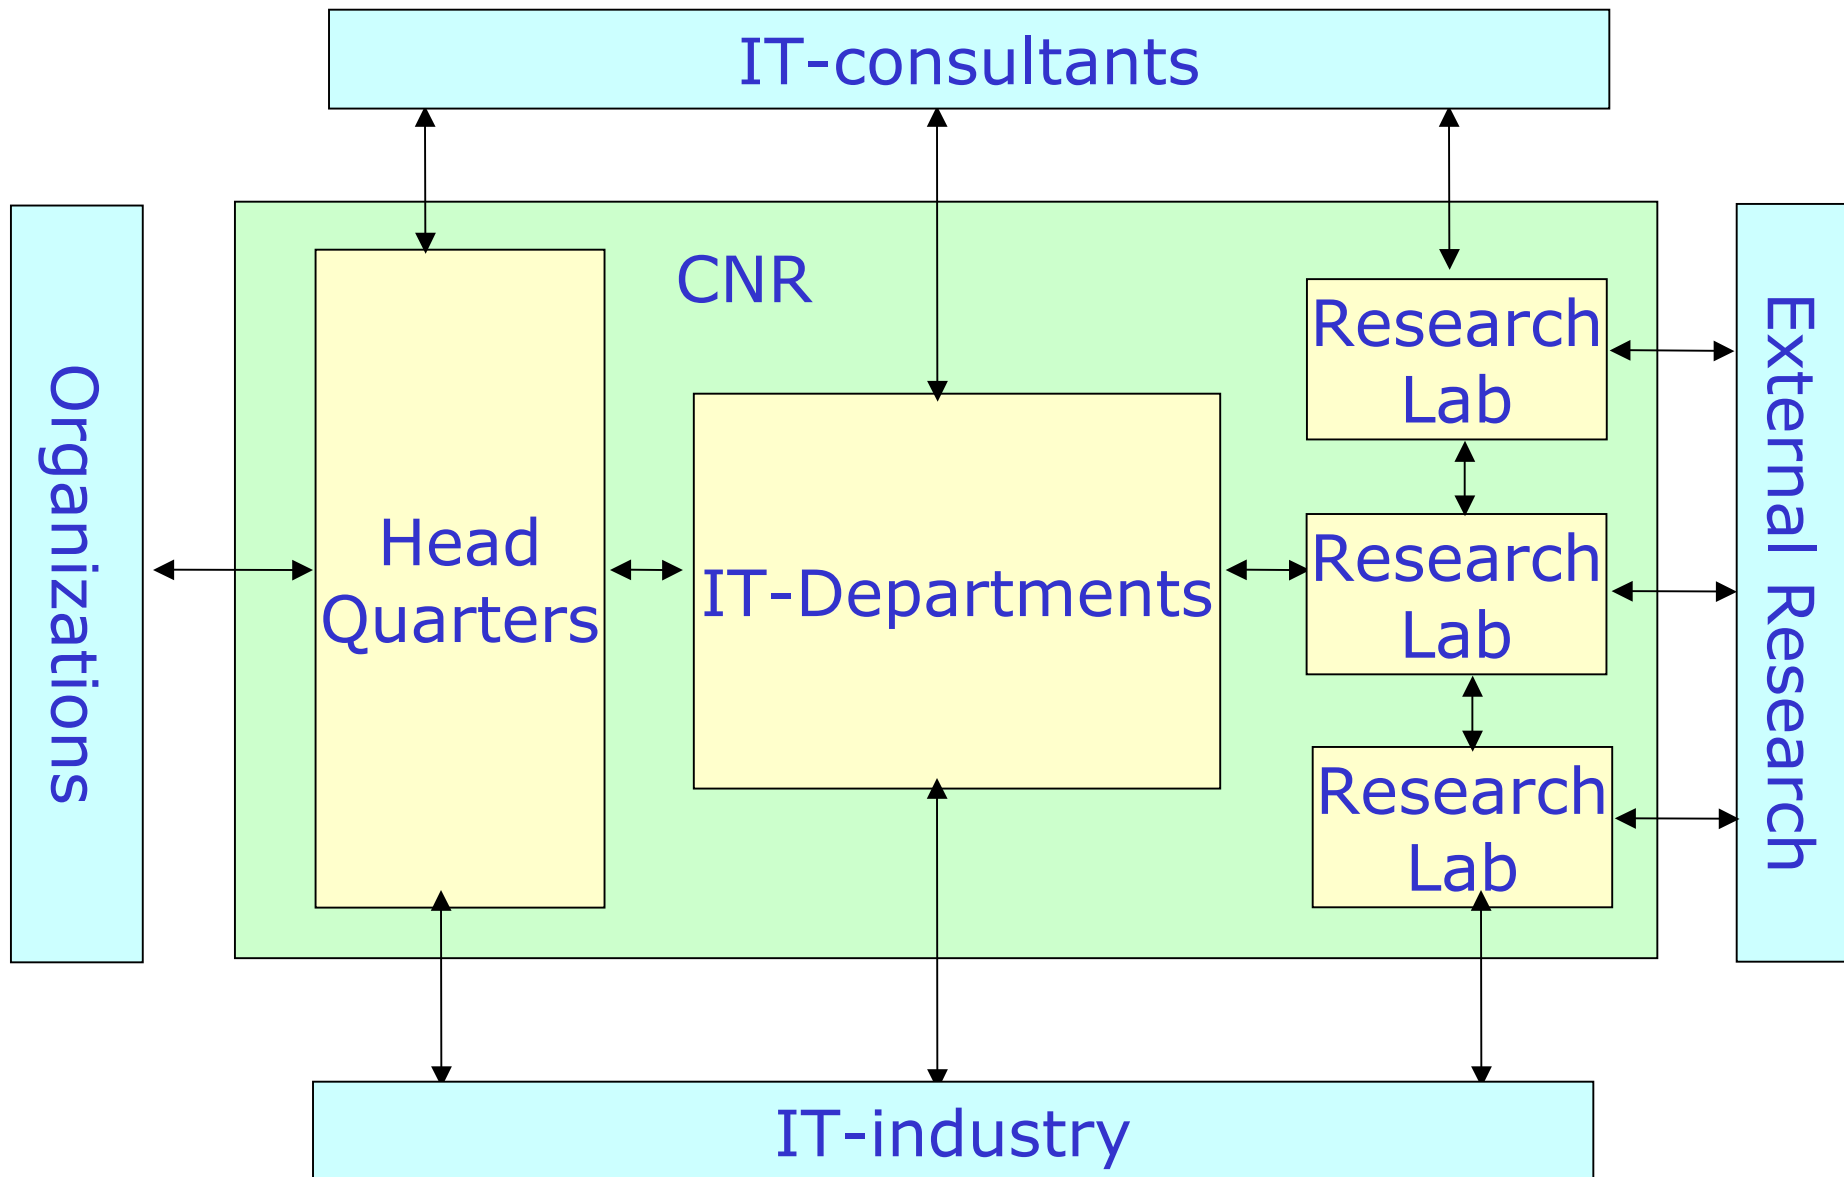 IT-consultants
CNR
Organizations
Head
Quarters
IT-Departments
Research
Lab
Research
Lab
Research
Lab
External Research
IT-industry